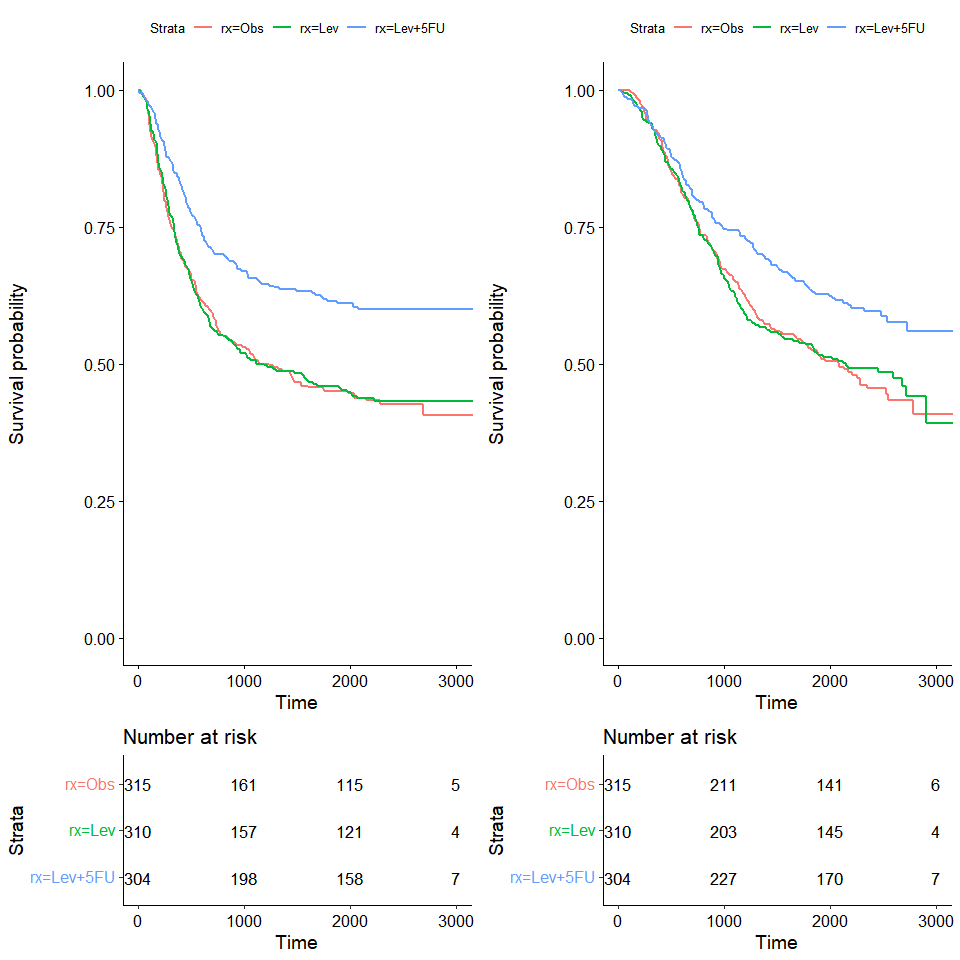 Strata rx=Obs rx=Lev rx=Lev+5FU
Survival probability
1.00
0.75
0.50
0.25
0.00
0 1000 2000 3000
Time
Number at risk
Strata
rx=Obs 315 161 115 5
rx=Lev 310 157 121 4
rx=Lev+5FU 304 198 158 7
0 1000 2000 3000
Time
Strata rx=Obs rx=Lev rx=Lev+5FU
Survival probability
1.00
0.75
0.50
0.25
0.00
0 1000 2000 3000
Time
Number at risk
Strata
rx=Obs 315 211 141 6
rx=Lev 310 203 145 4
rx=Lev+5FU 304 227 170 7
0 1000 2000 3000
Time